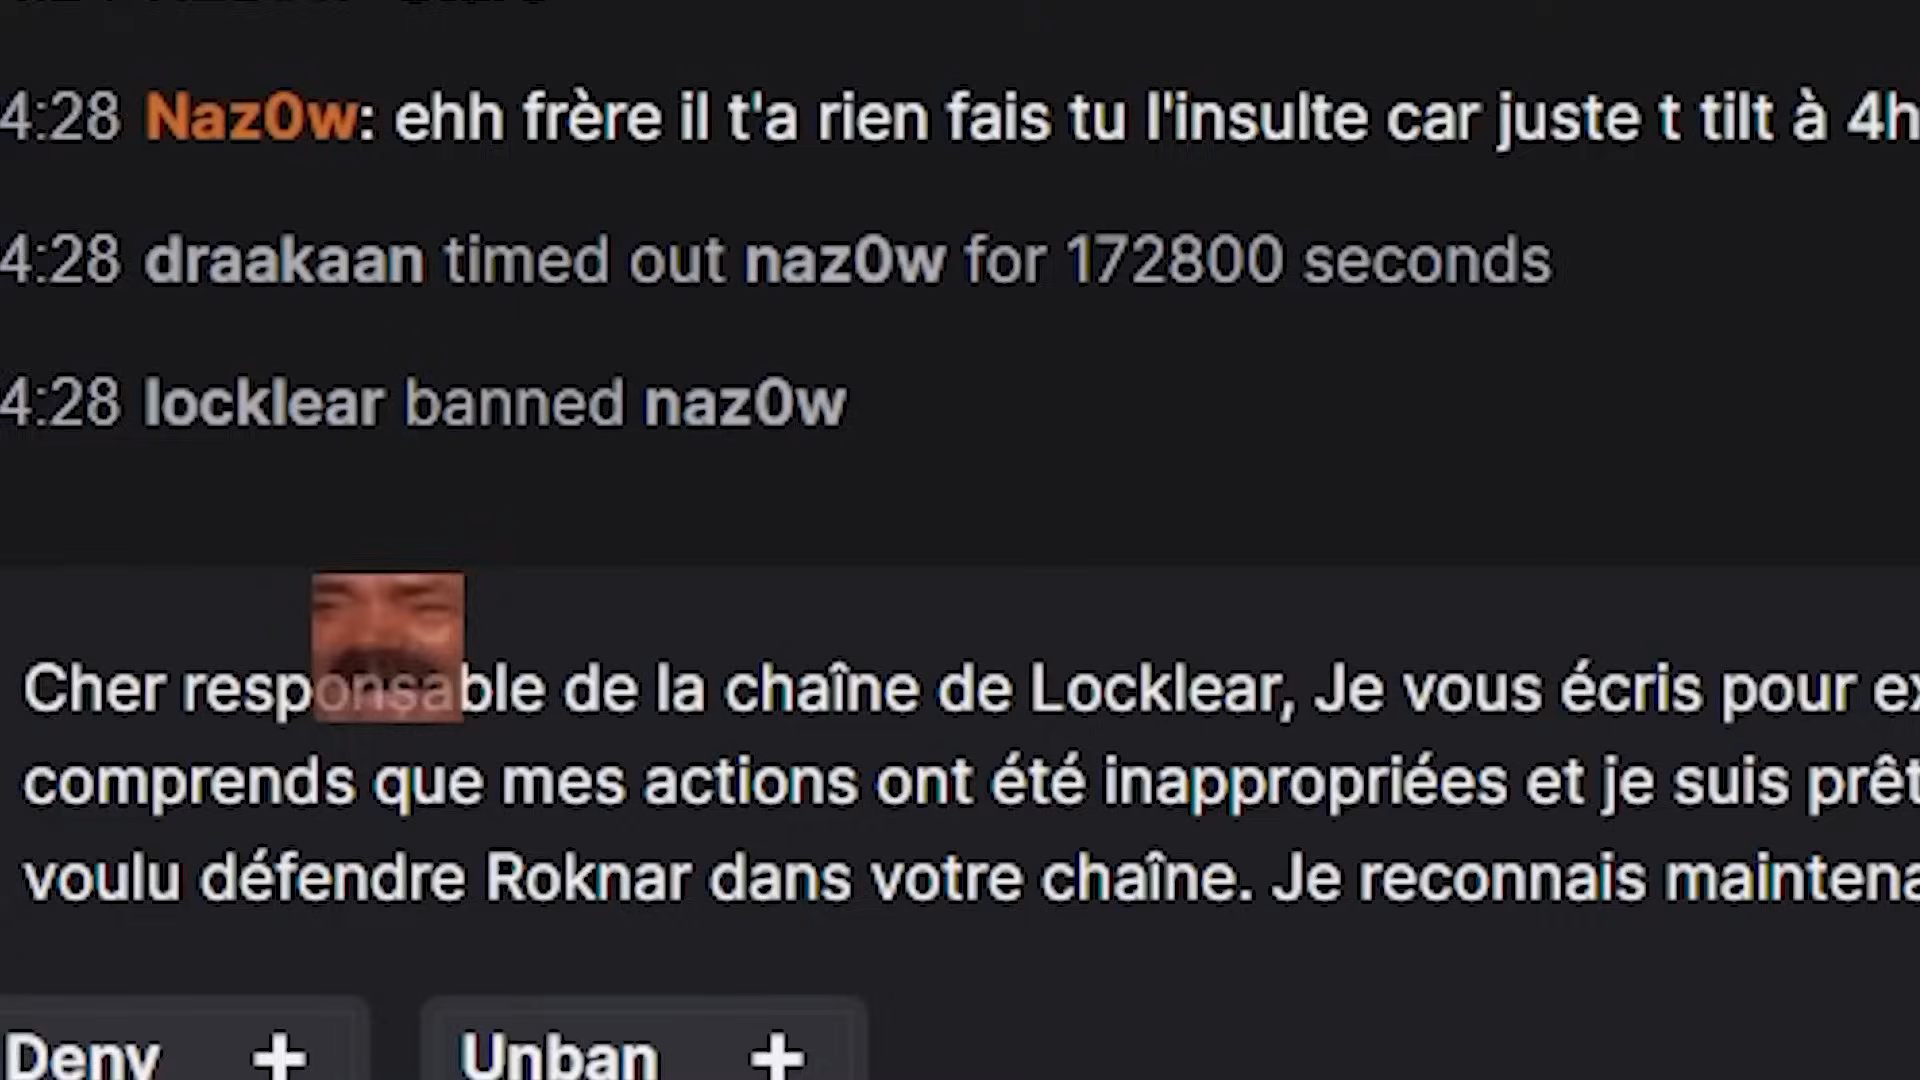 4:28 Naz0w: ehh frère il t'a rien fais tu l'insulte car juste t tilt à 4h
4:28 draakaan timed out naz0w for 172800 seconds
4:28 locklear banned naz0w
Cher responsable de la chaîne de Locklear, Je vous écris pour ex
comprends que mes actions ont été inappropriées et je suis prêt
voulu défendre Roknar dans votre chaîne. Je reconnais maintena
Deny + Unban +